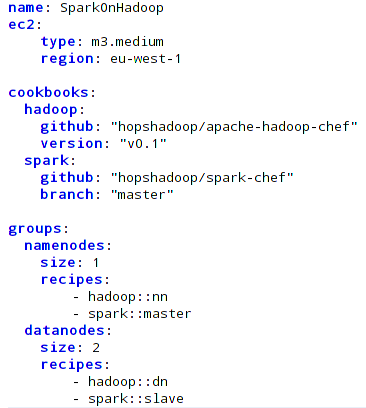 name: SparkOnHadoop
ec2:
    type: m3.medium
    region: eu-west-1

cookbooks:
  hadoop:
    github: "hopshadoop/apache-hadoop-chef"
    version: "v0.1"
  spark:
    github: "hopshadoop/spark-chef"
    branch: "master"

groups:
  namenodes:
    size: 1
    recipes:
        - hadoop::nn
        - spark::master
  datanodes:
    size: 2
    recipes:
        - hadoop::dn
        - spark::slave